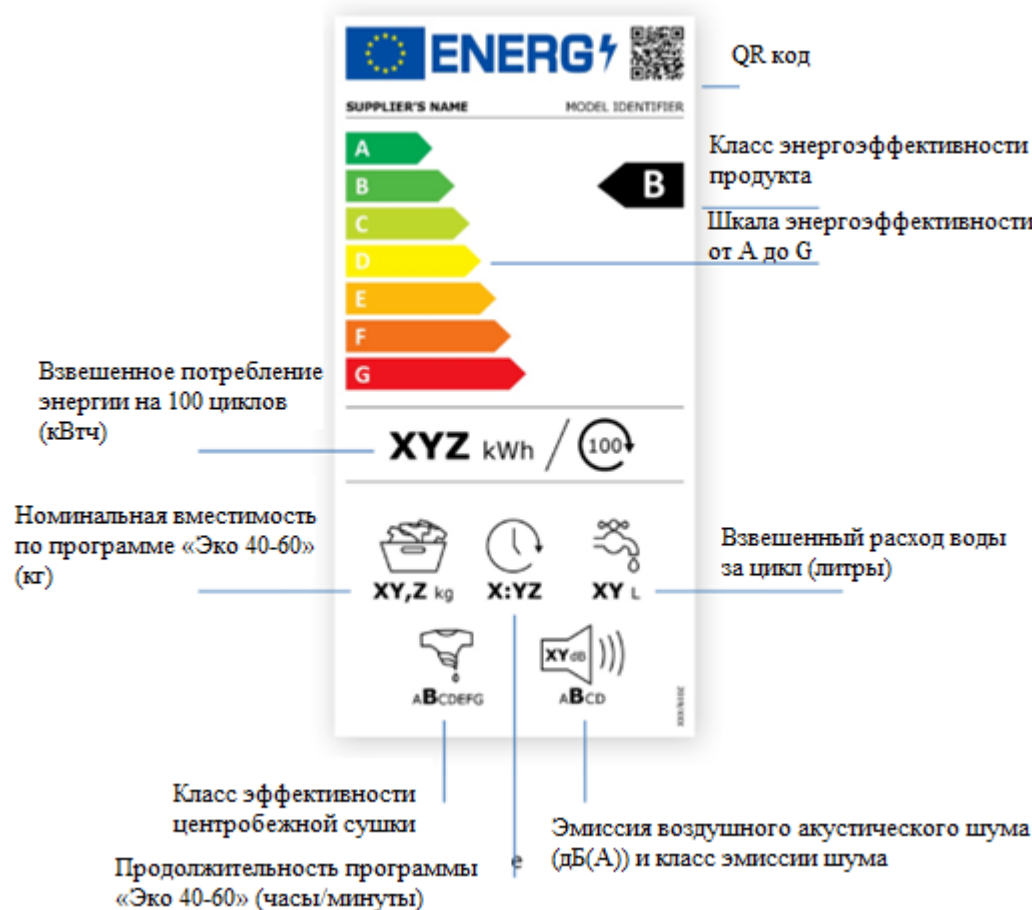 ENERG
QR код
SUPPLIER'S NAME MODEL IDENTIFIER
A
B
B
Класс энергоэффективности
продукта
C
Шкала энергоэффективности
от A до G
D
E
F
G
Взвешенное потребление
энергии на 100 циклов
(кВтч)
XYZ kWh / 100
Номинальная вместимость
по программе «Эко 40-60»
(кг)
XY,Z kg
X:YZ
XY L
Взвешенный расход воды
за цикл (литры)
XY dB
ABCDEFG
ABCD
Класс эффективности
центробежной сушки
Продолжительность программы
«Эко 40-60» (часы/минуты)
е
Эмиссия воздушного акустического шума
(дБ(А)) и класс эмиссии шума